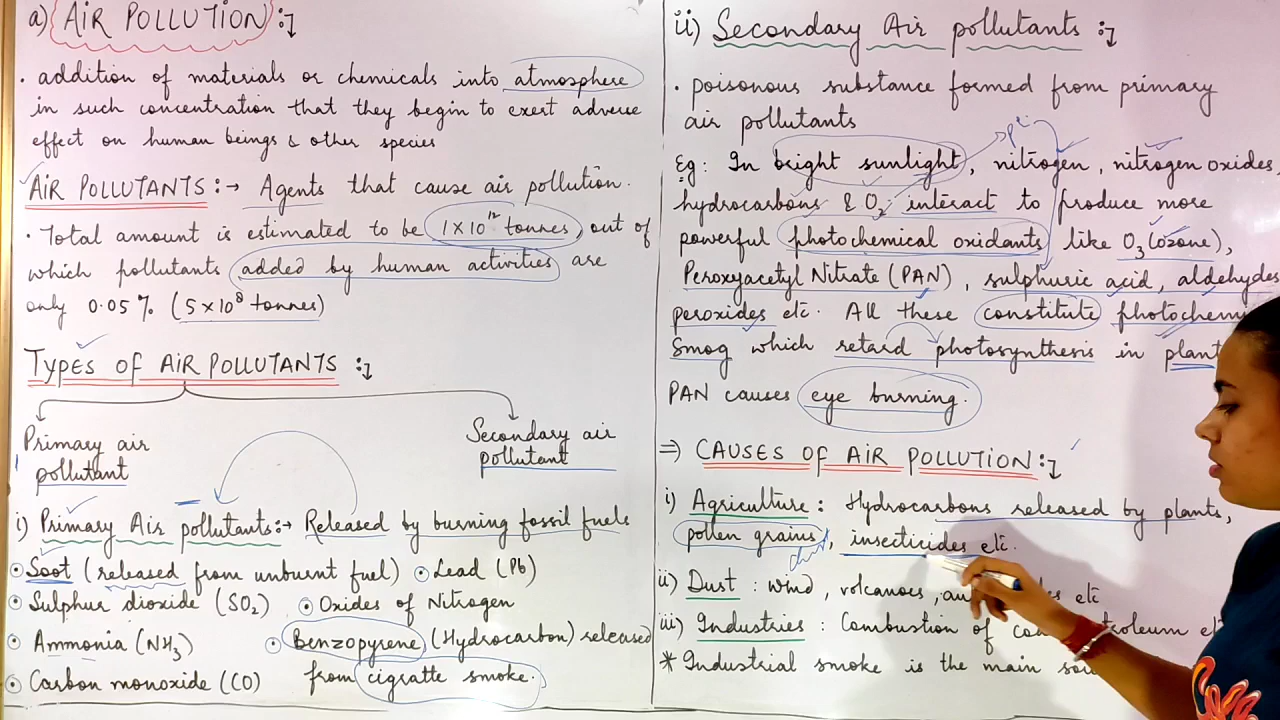 a) AIR POLLUTION :↓
• addition of materials or chemicals into atmosphere
in such concentration that they begin to exert adverse
effect on human beings & other species
AIR POLLUTANTS :→ Agents that cause air pollution.
• Total amount is estimated to be 1×10¹² tonnes, out of
which pollutants added by human activities are
only 0.05% (5×10⁸ tonnes)
TYPES OF AIR POLLUTANTS :↓
Primary air
pollutant
Secondary air
pollutant
i) Primary Air pollutants :→ Released by burning fossil fuels
• Soot (released from unburnt fuel) • Lead (Pb)
• Sulphur dioxide (SO₂) • Oxides of Nitrogen
• Ammonia (NH₃) • Benzopyrene (Hydrocarbon) released
• Carbon monoxide (CO) from cigratte smoke.
ii) Secondary Air pollutants :↓
• poisonous substance formed from primary
air pollutants
Eg: In bright sunlight, nitrogen, nitrogen oxides,
hydrocarbons & O₂ interact to produce more
powerful photochemical oxidants like O₃ (ozone),
Peroxyacetyl Nitrate (PAN), sulphuric acid, aldehydes
peroxides etc. All these constitute photochemi
Smog which retard photosynthesis in plant
PAN causes eye burning.
⇒ CAUSES OF AIR POLLUTION :↓
i) Agriculture : Hydrocarbons released by plants,
pollen grains, insecticides etc.
ii) Dust : wind, volcanoes, etc
iii) Industries : Combustion of
* Industrial smoke is the main